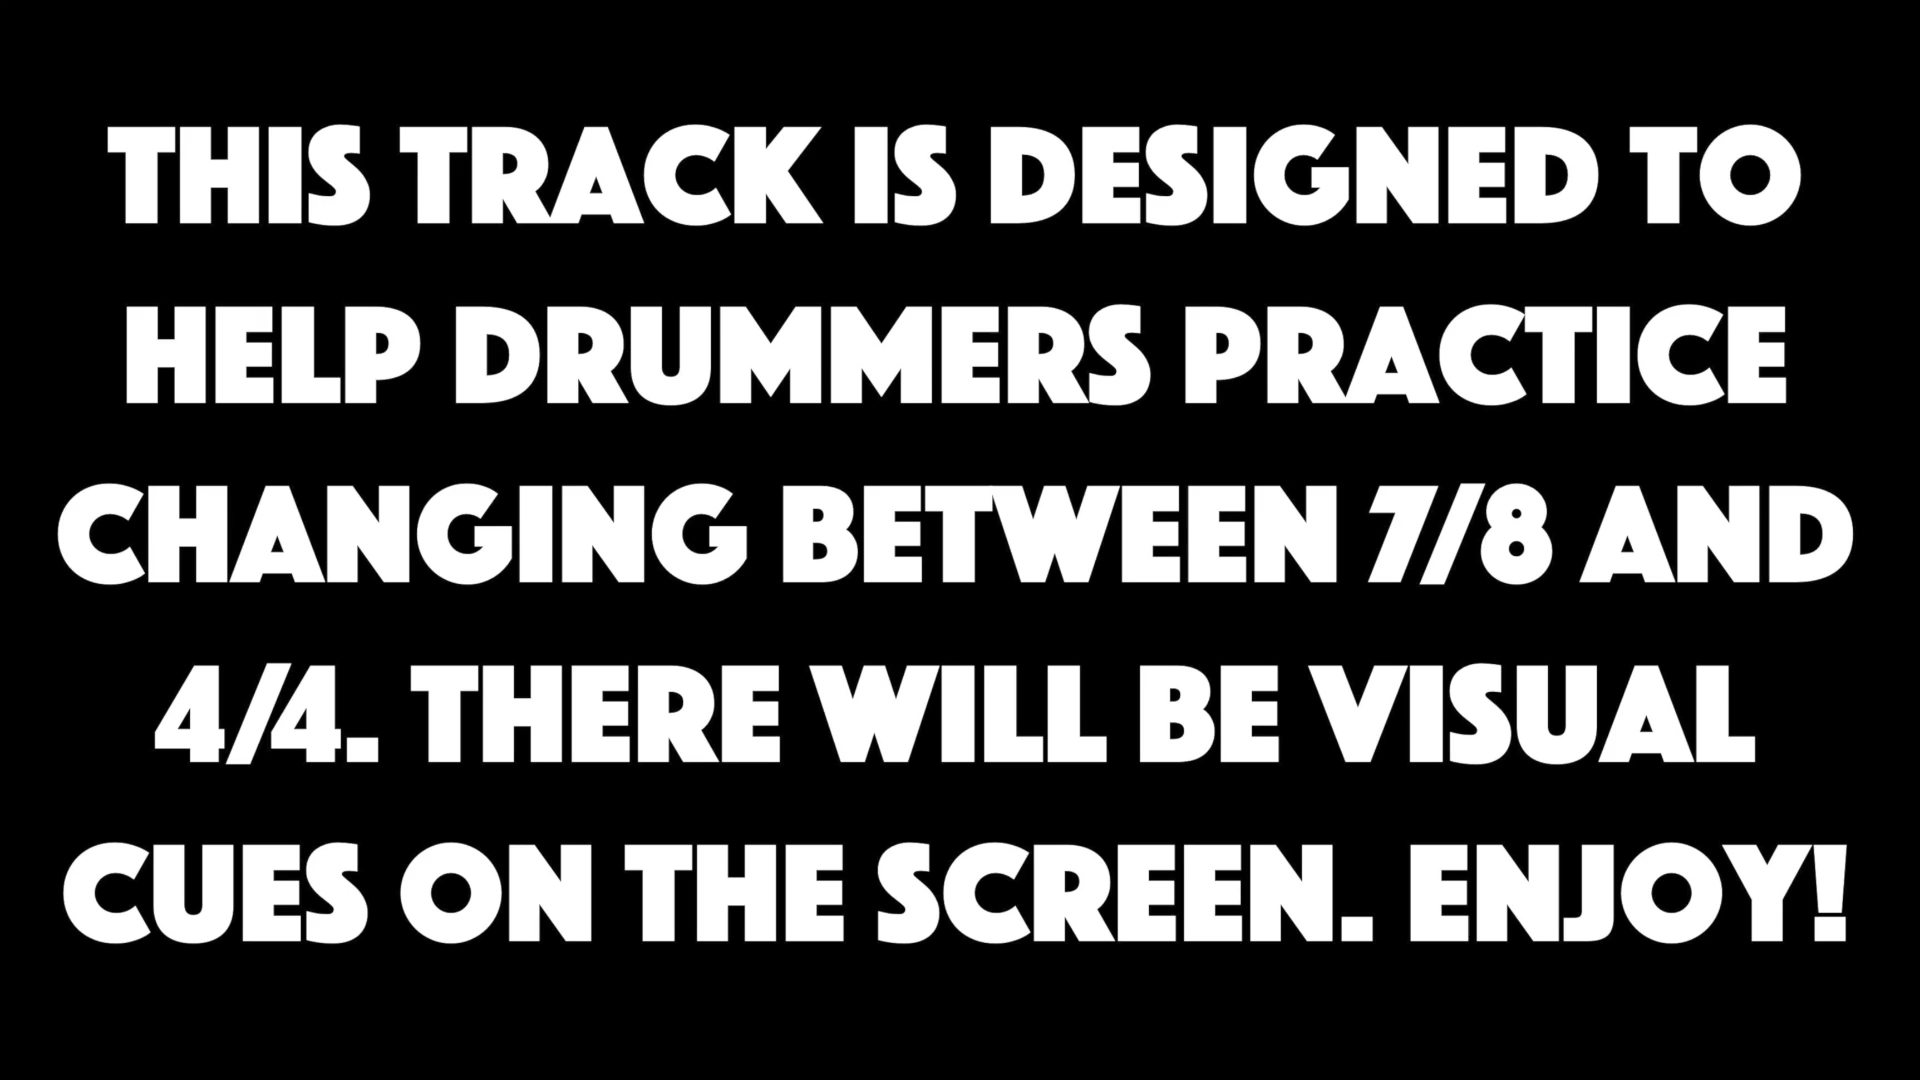 THIS TRACK IS DESIGNED TO
HELP DRUMMERS PRACTICE
CHANGING BETWEEN 7/8 AND
4/4. THERE WILL BE VISUAL
CUES ON THE SCREEN. ENJOY!